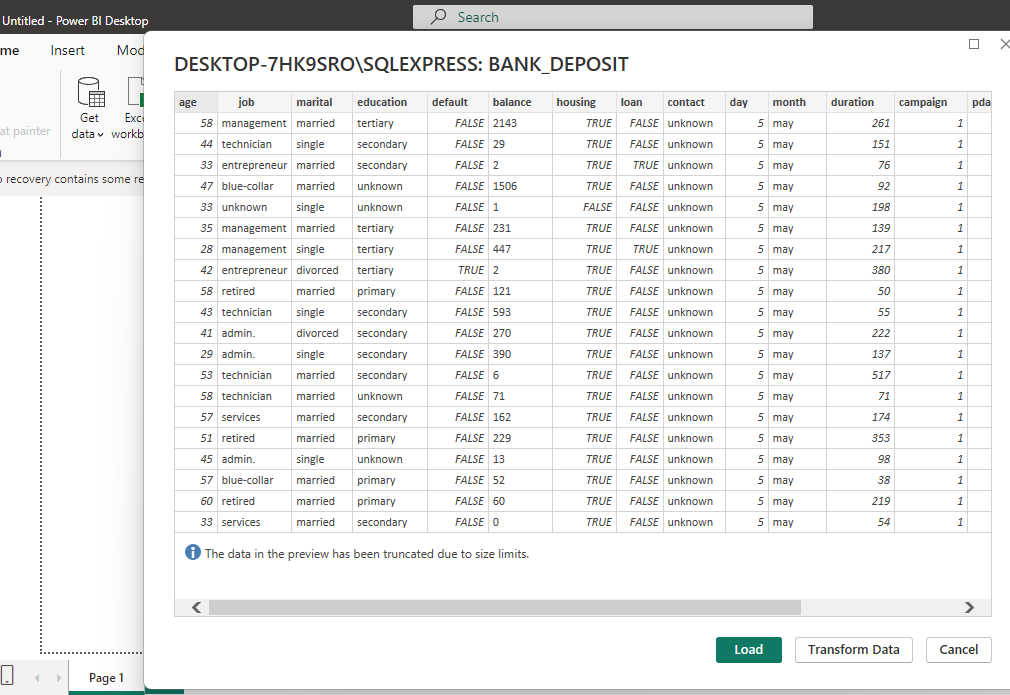 Untitled - Power BI Desktop
Search
me Insert Mod
at painter
Get data
Exce
workb
o recovery contains some re
DESKTOP-7HK9SRO\SQLEXPRESS: BANK_DEPOSIT
age job marital education default balance housing loan contact day month duration campaign pda
58 management married tertiary FALSE 2143 TRUE FALSE unknown 5 may 261 1
44 technician single secondary FALSE 29 TRUE FALSE unknown 5 may 151 1
33 entrepreneur married secondary FALSE 2 TRUE TRUE unknown 5 may 76 1
47 blue-collar married unknown FALSE 1506 TRUE FALSE unknown 5 may 92 1
33 unknown single unknown FALSE 1 FALSE FALSE unknown 5 may 198 1
35 management married tertiary FALSE 231 TRUE FALSE unknown 5 may 139 1
28 management single tertiary FALSE 447 TRUE TRUE unknown 5 may 217 1
42 entrepreneur divorced tertiary TRUE 2 TRUE FALSE unknown 5 may 380 1
58 retired married primary FALSE 121 TRUE FALSE unknown 5 may 50 1
43 technician single secondary FALSE 593 TRUE FALSE unknown 5 may 55 1
41 admin. divorced secondary FALSE 270 TRUE FALSE unknown 5 may 222 1
29 admin. single secondary FALSE 390 TRUE FALSE unknown 5 may 137 1
53 technician married secondary FALSE 6 TRUE FALSE unknown 5 may 517 1
58 technician married unknown FALSE 71 TRUE FALSE unknown 5 may 71 1
57 services married secondary FALSE 162 TRUE FALSE unknown 5 may 174 1
51 retired married primary FALSE 229 TRUE FALSE unknown 5 may 353 1
45 admin. single unknown FALSE 13 TRUE FALSE unknown 5 may 98 1
57 blue-collar married primary FALSE 52 TRUE FALSE unknown 5 may 38 1
60 retired married primary FALSE 60 TRUE FALSE unknown 5 may 219 1
33 services married secondary FALSE 0 TRUE FALSE unknown 5 may 54 1
The data in the preview has been truncated due to size limits.
Load Transform Data Cancel
Page 1